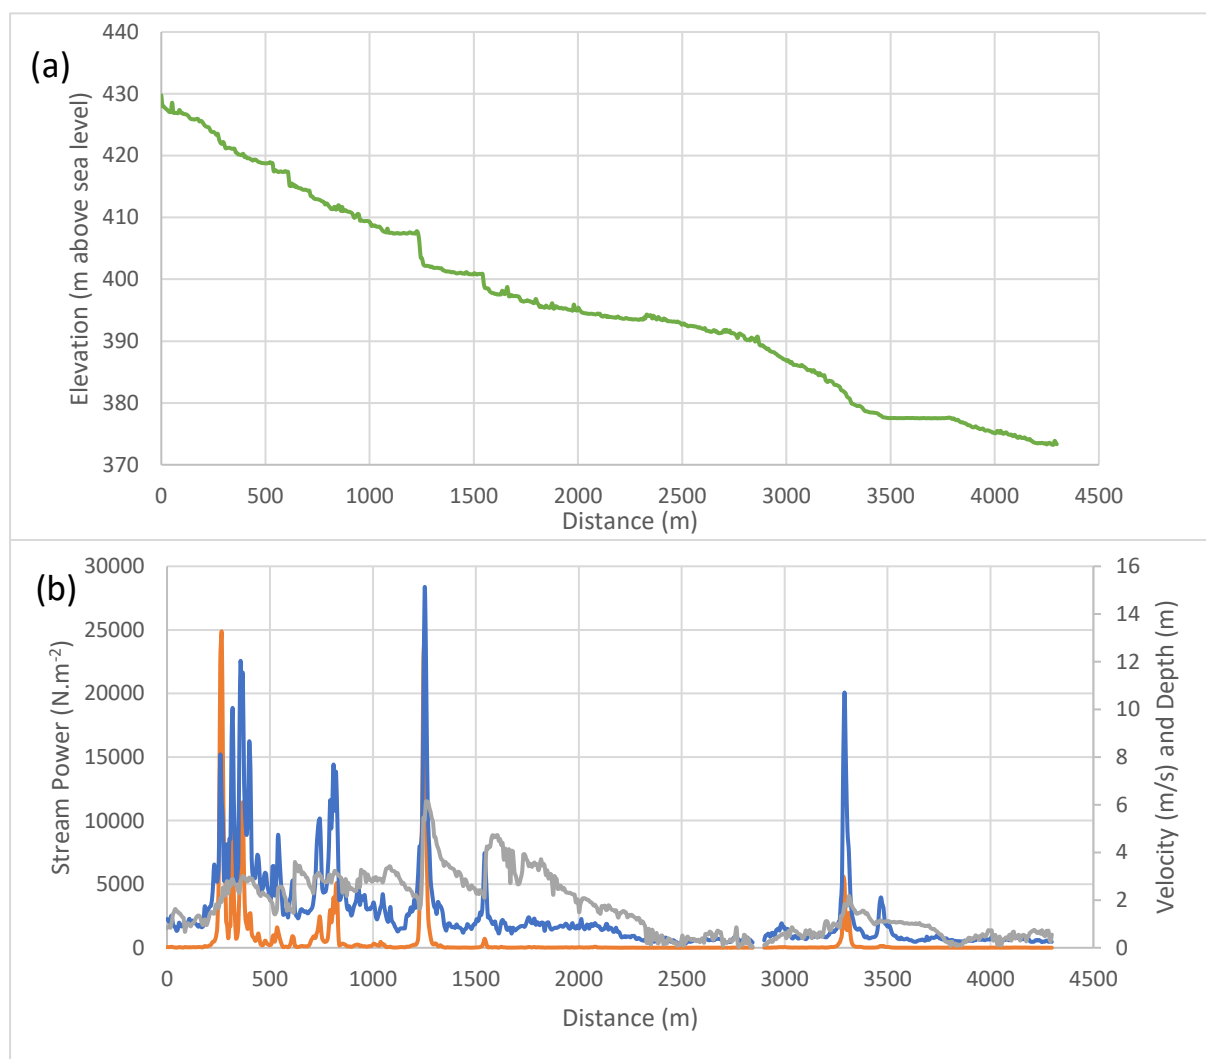 (a)
Elevation (m above sea level)
440
430
420
410
400
390
380
370
0 500 1000 1500 2000 2500 3000 3500 4000 4500
Distance (m)
(b)
Stream Power (N.m-2)
30000
25000
20000
15000
10000
5000
0
16
14
12
10
8
6
4
2
0
Velocity (m/s) and Depth (m)
0 500 1000 1500 2000 2500 3000 3500 4000 4500
Distance (m)